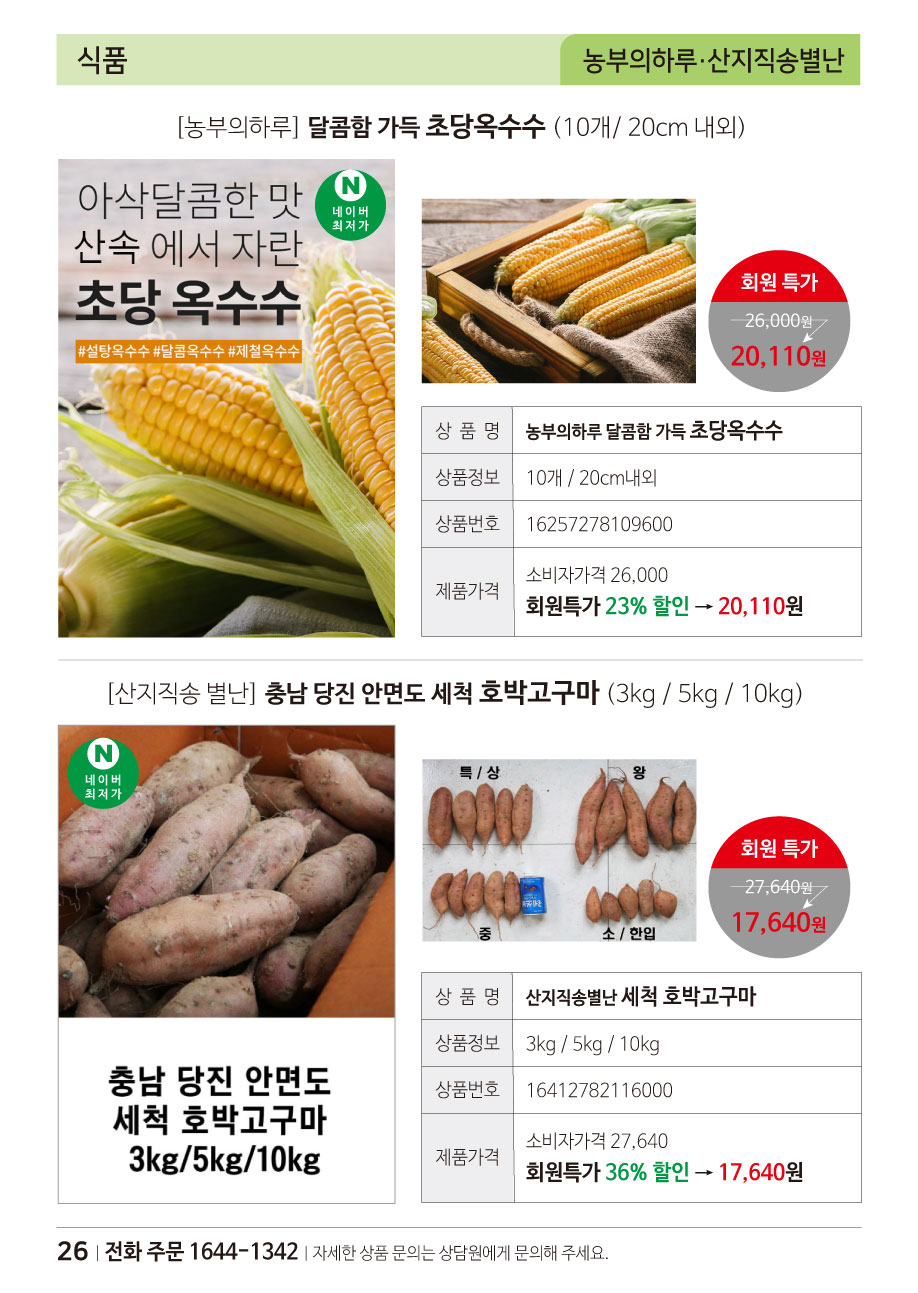 식품
농부의하루·산지직송별난
[농부의하루] 달콤함 가득 초당옥수수 (10개/ 20cm 내외)
아삭달콤한 맛
산속 에서 자란
초당 옥수수
#설탕옥수수 #달콤옥수수 #제철옥수수
N
네이버
최저가
회원 특가
26,000원
20,110원
상 품 명 농부의하루 달콤함 가득 초당옥수수
상품정보 10개 / 20cm내외
상품번호 16257278109600
제품가격 소비자가격 26,000
회원특가 23% 할인 → 20,110원
[산지직송 별난] 충남 당진 안면도 세척 호박고구마 (3kg / 5kg / 10kg)
N
네이버
최저가
충남 당진 안면도
세척 호박고구마
3kg/5kg/10kg
특 / 상 왕
중 소 / 한입
회원 특가
27,640원
17,640원
상 품 명 산지직송별난 세척 호박고구마
상품정보 3kg / 5kg / 10kg
상품번호 16412782116000
제품가격 소비자가격 27,640
회원특가 36% 할인 → 17,640원
26 | 전화 주문 1644-1342 | 자세한 상품 문의는 상담원에게 문의해 주세요.